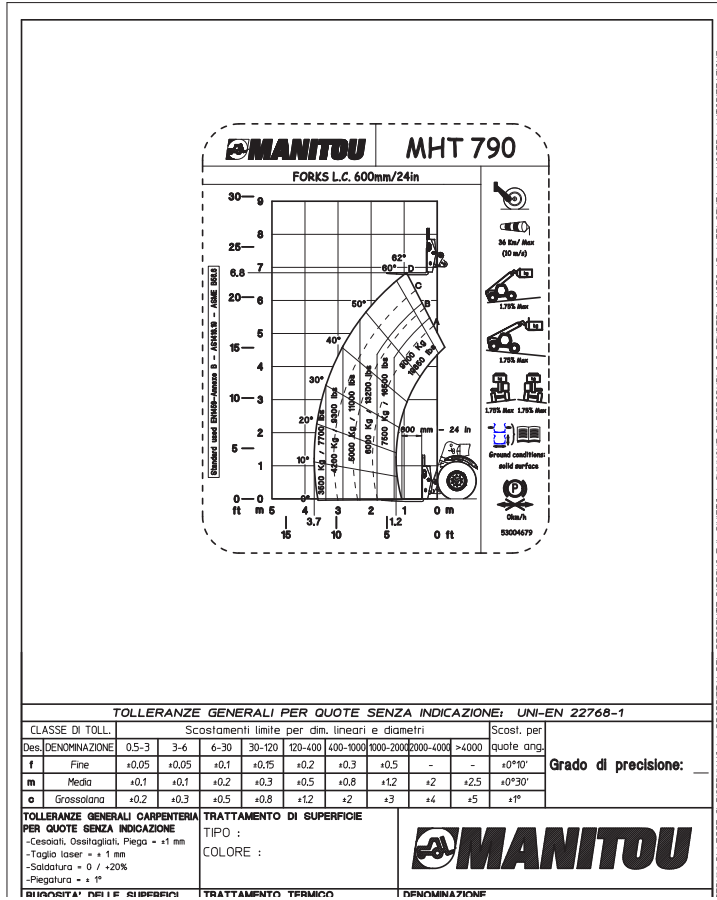 MANITOU
MHT 790
FORKS L.C. 600mm/24in
Standard used EN1459-Annexe B - AS1418.19 - ASME B56.6
30 9
8
25
7
6.8
20 6
5
15
4
10 3
2
5
1
0 0
ft m 5 4 3 2 1 0 m
3.7 1.2
15 10 5 0 ft
0°
10°
20°
30°
40°
50°
60°
62°
D
C
B
A
3500 Kg / 7700 lbs
4200 Kg 9300 lbs
5000 Kg / 11000 lbs
6000 Kg / 13200 lbs
7500 Kg / 16500 lbs
9000 Kg
lbs
600 mm - 24 in
36 Km/ Max
(10 m/s)
kg
1.75% Max
kg
1.75% Max
kg kg
1.75% Max 1.75% Max
Ground conditions:
solid surface
P
0km/h
53004679
TOLLERANZE GENERALI PER QUOTE SENZA INDICAZIONE: UNI-EN 22768-1
CLASSE DI TOLL. Scostamenti limite per dim. lineari e diametri Scost. per
Des. DENOMINAZIONE 0.5-3 3-6 6-30 30-120 120-400 400-1000 1000-2000 2000-4000 >4000 quote ang.
f Fine ±0,05 ±0,05 ±0.1 ±0,15 ±0.2 ±0.3 ±0.5 - - ±0°10'
m Media ±0.1 ±0.1 ±0.2 ±0.3 ±0.5 ±0.8 ±1.2 ±2 ±2.5 ±0°30'
c Grossolana ±0.2 ±0.3 ±0.5 ±0.8 ±1.2 ±2 ±3 ±4 ±5 ±1°
Grado di precisione: __
TOLLERANZE GENERALI CARPENTERIA
PER QUOTE SENZA INDICAZIONE
-Cesoiati, Ossitagliati, Piega = ±1 mm
-Taglio laser = ± 1 mm
-Saldatura = 0 / +20%
-Piegatura = ± 1°
TRATTAMENTO DI SUPERFICIE
TIPO :
COLORE :
MANITOU
RUGOSITA' DELLE SUPERFICI
TRATTAMENTO TERMICO
DENOMINAZIONE